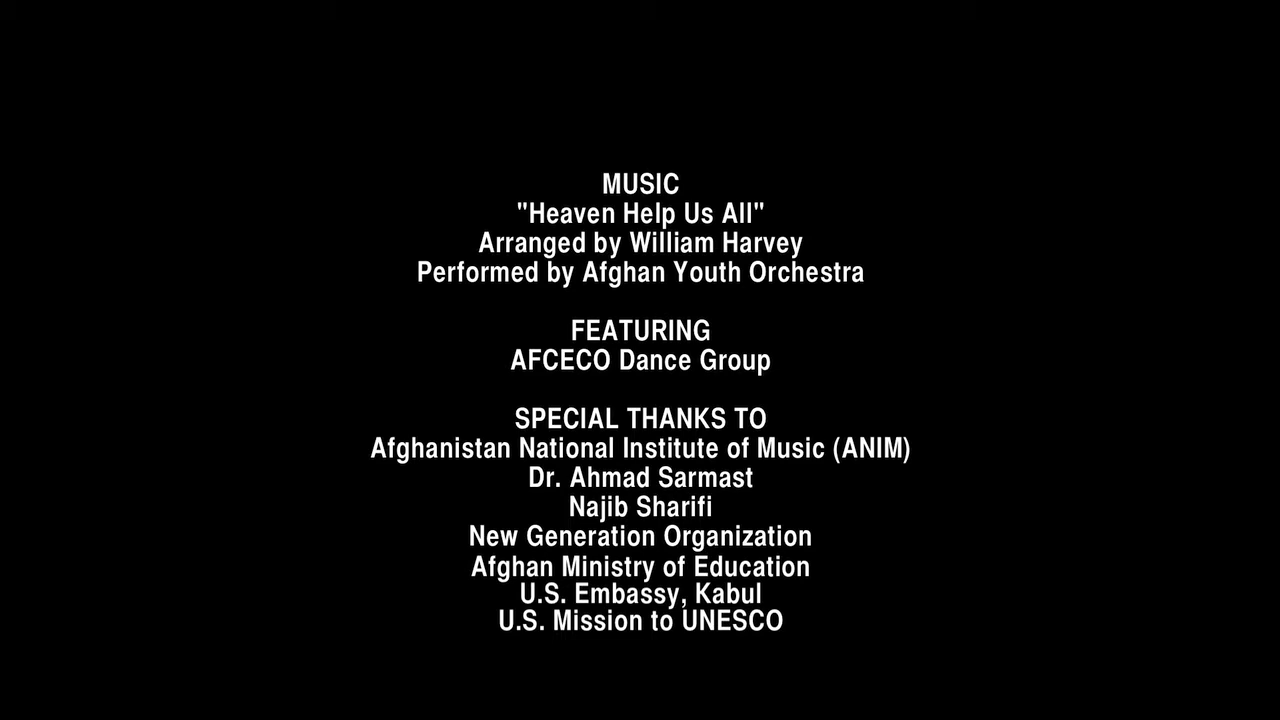 MUSIC
"Heaven Help Us All"
Arranged by William Harvey
Performed by Afghan Youth Orchestra
FEATURING
AFCECO Dance Group
SPECIAL THANKS TO
Afghanistan National Institute of Music (ANIM)
Dr. Ahmad Sarmast
Najib Sharifi
New Generation Organization
Afghan Ministry of Education
U.S. Embassy, Kabul
U.S. Mission to UNESCO